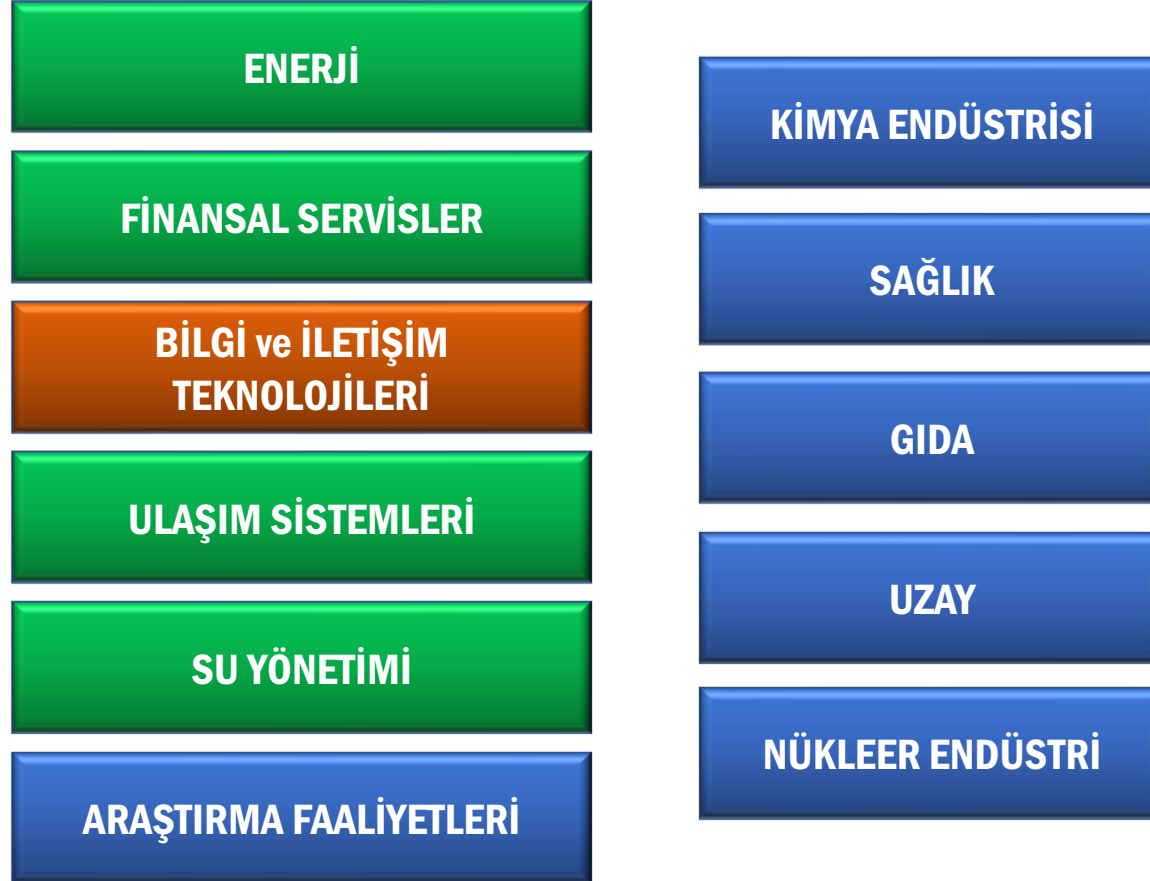 ENERJİ
FİNANSAL SERVİSLER
BİLGİ ve İLETİŞİM
TEKNOLOJİLERİ
ULAŞIM SİSTEMLERİ
SU YÖNETİMİ
ARAŞTIRMA FAALİYETLERİ
KİMYA ENDÜSTRİSİ
SAĞLIK
GIDA
UZAY
NÜKLEER ENDÜSTRİ